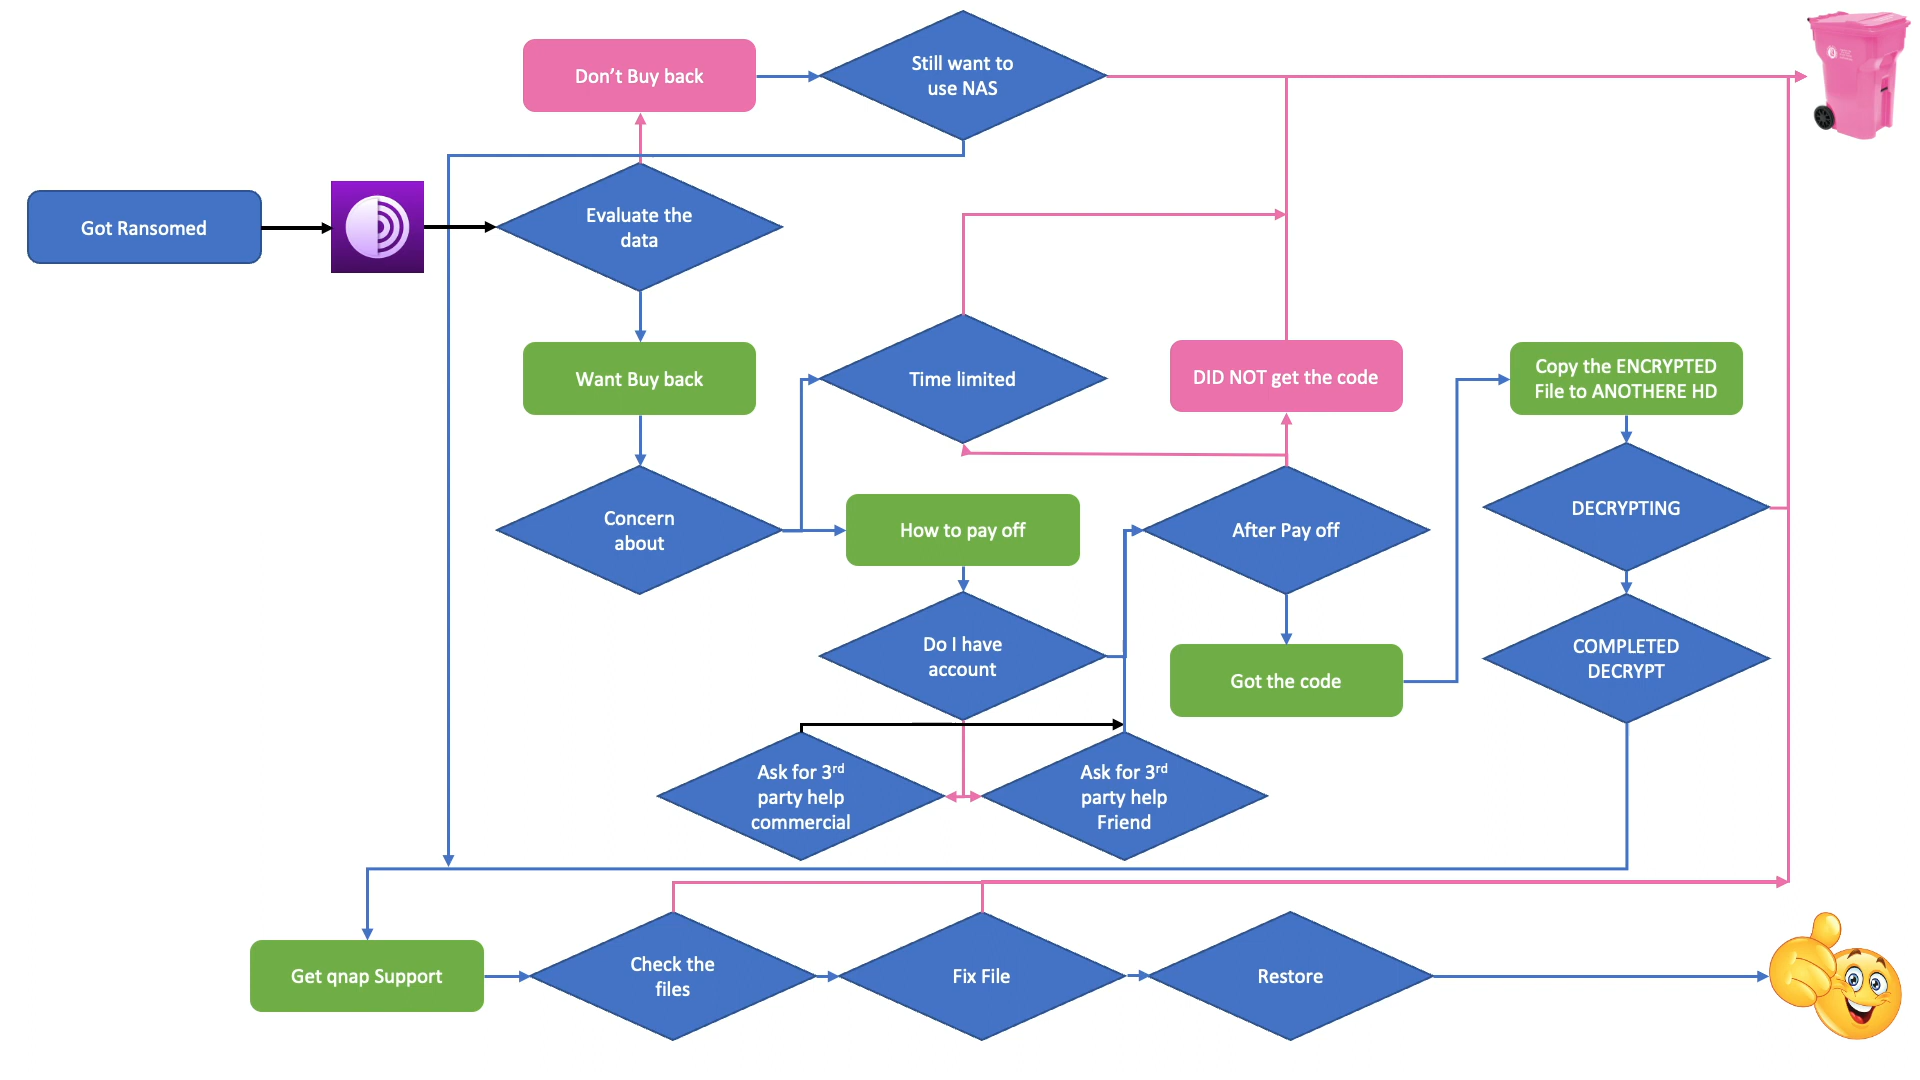 Don't Buy back
Still want to
use NAS
Got Ransomed
Evaluate the
data
Want Buy back
Time limited
DID NOT get the code
Copy the ENCRYPTED
File to ANOTHERE HD
Concern
about
How to pay off
After Pay off
DECRYPTING
Do I have
account
Got the code
COMPLETED
DECRYPT
Ask for 3rd
party help
commercial
Ask for 3rd
party help
Friend
Get qnap Support
Check the
files
Fix File
Restore